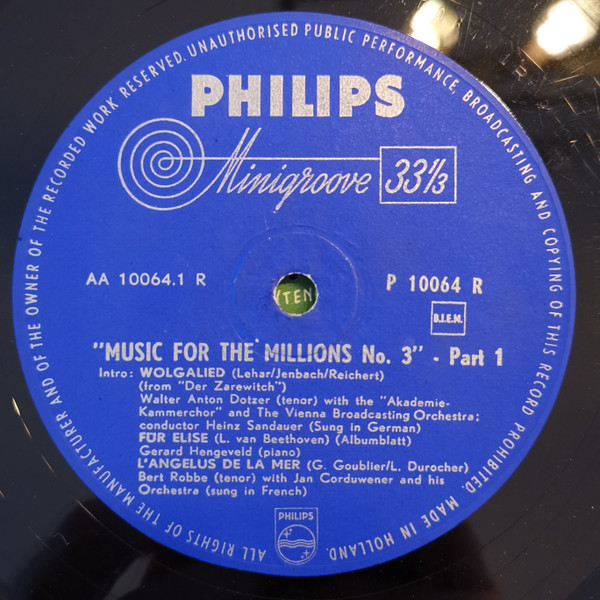 ALL RIGHTS OF THE MANUFACTURER AND OF THE OWNER OF THE RECORDED WORK RESERVED. UNAUTHORISED PUBLIC PERFORMANCE, BROADCASTING AND COPYING OF THIS RECORD PROHIBITED. MADE IN HOLLAND.
PHILIPS
Minigroove 33⅓
AA 10064.1 R
P 10064 R
TEN
B.I.E.M.
"MUSIC FOR THE MILLIONS No. 3" - Part 1
Intro: WOLGALIED (Lehar/Jenbach/Reichert)
(from "Der Zarewitch")
Walter Anton Dotzer (tenor) with the "Akademie-
Kammerchor" and The Vienna Broadcasting Orchestra;
conductor Heinz Sandauer (Sung in German)
FÜR ELISE (L. van Beethoven) (Albumblatt)
Gerard Hengeveld (piano)
L'ANGELUS DE LA MER (G. Goublier/L. Durocher)
Bert Robbe (tenor) with Jan Corduwener and his
Orchestra (sung in French)
PHILIPS